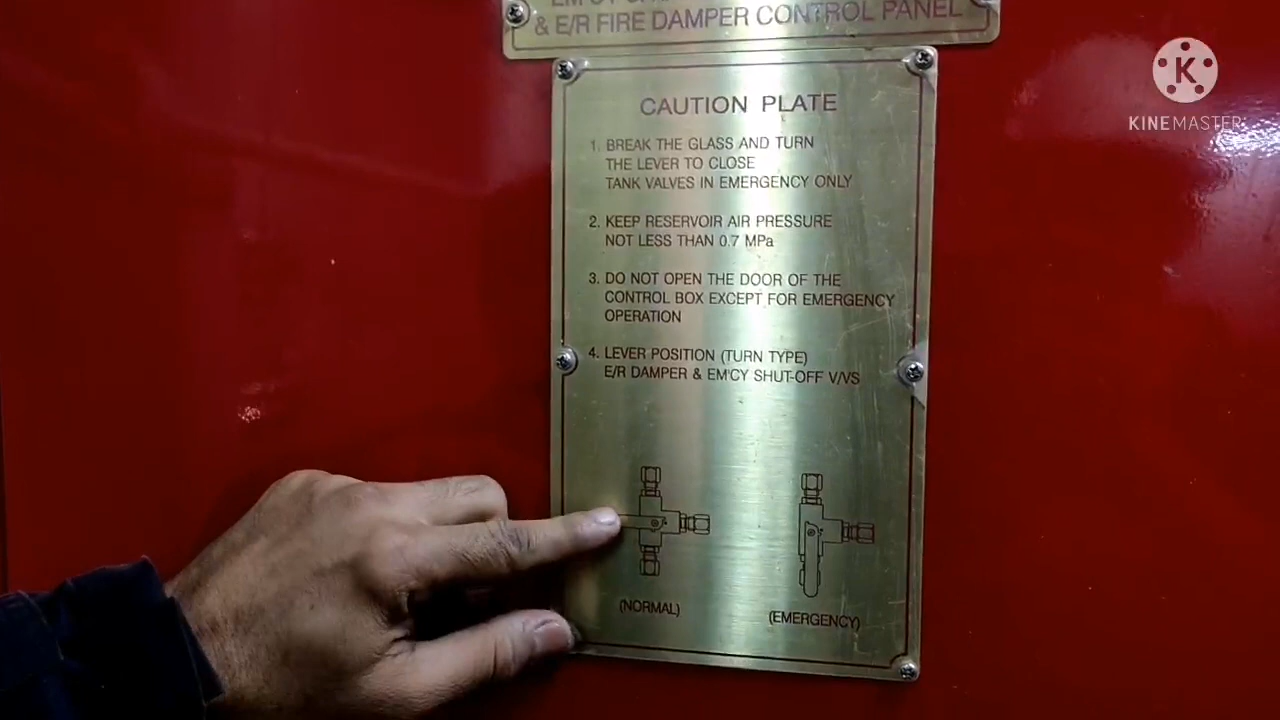 & E/R FIRE DAMPER CONTROL PANEL
K
KINEMASTER
CAUTION PLATE
1. BREAK THE GLASS AND TURN
THE LEVER TO CLOSE
TANK VALVES IN EMERGENCY ONLY
2. KEEP RESERVOIR AIR PRESSURE
NOT LESS THAN 0.7 MPa
3. DO NOT OPEN THE DOOR OF THE
CONTROL BOX EXCEPT FOR EMERGENCY
OPERATION
4. LEVER POSITION (TURN TYPE)
E/R DAMPER & EM'CY SHUT-OFF V/VS
(NORMAL)
(EMERGENCY)